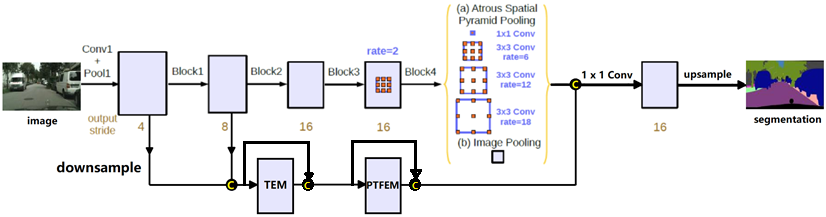 (a) Atrous Spatial
Pyramid Pooling
1x1 Conv
3x3 Conv
rate=6
3x3 Conv
rate=12
3x3 Conv
rate=18
(b) Image Pooling
Conv1
+
Pool1
Block1
Block2
Block3
rate=2
Block4
1 x 1 Conv
upsample
image
segmentation
output
stride
4
8
16
16
16
downsample
C
TEM
C
PTFEM
C
C